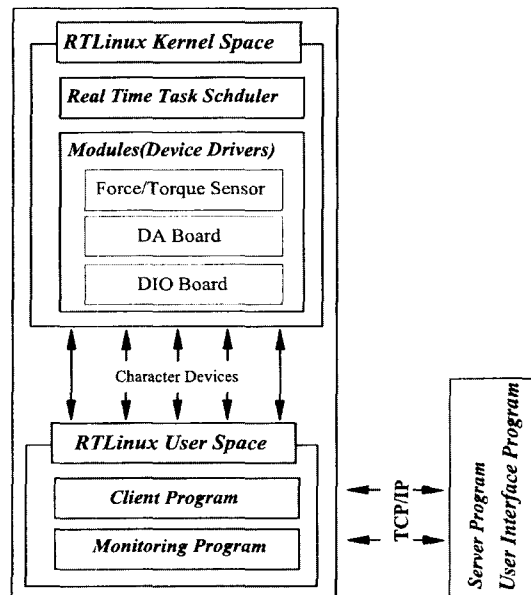 RTLinux Kernel Space
Real Time Task Schduler
Modules(Device Drivers)
Force/Torque Sensor
DA Board
DIO Board
Character Devices
RTLinux User Space
Client Program
Monitoring Program
TCP/IP
Server Program
User Interface Program